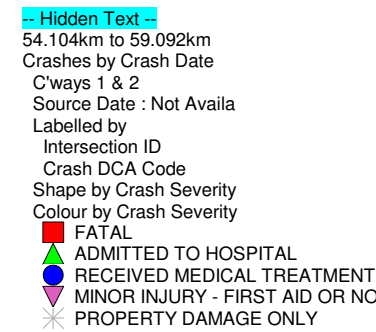 -- Hidden Text --
54.104km to 59.092km
Crashes by Crash Date
C'ways 1 & 2
Source Date : Not Availa
Labelled by
Intersection ID
Crash DCA Code
Shape by Crash Severity
Colour by Crash Severity
FATAL
ADMITTED TO HOSPITAL
RECEIVED MEDICAL TREATMENT
MINOR INJURY - FIRST AID OR NO
PROPERTY DAMAGE ONLY